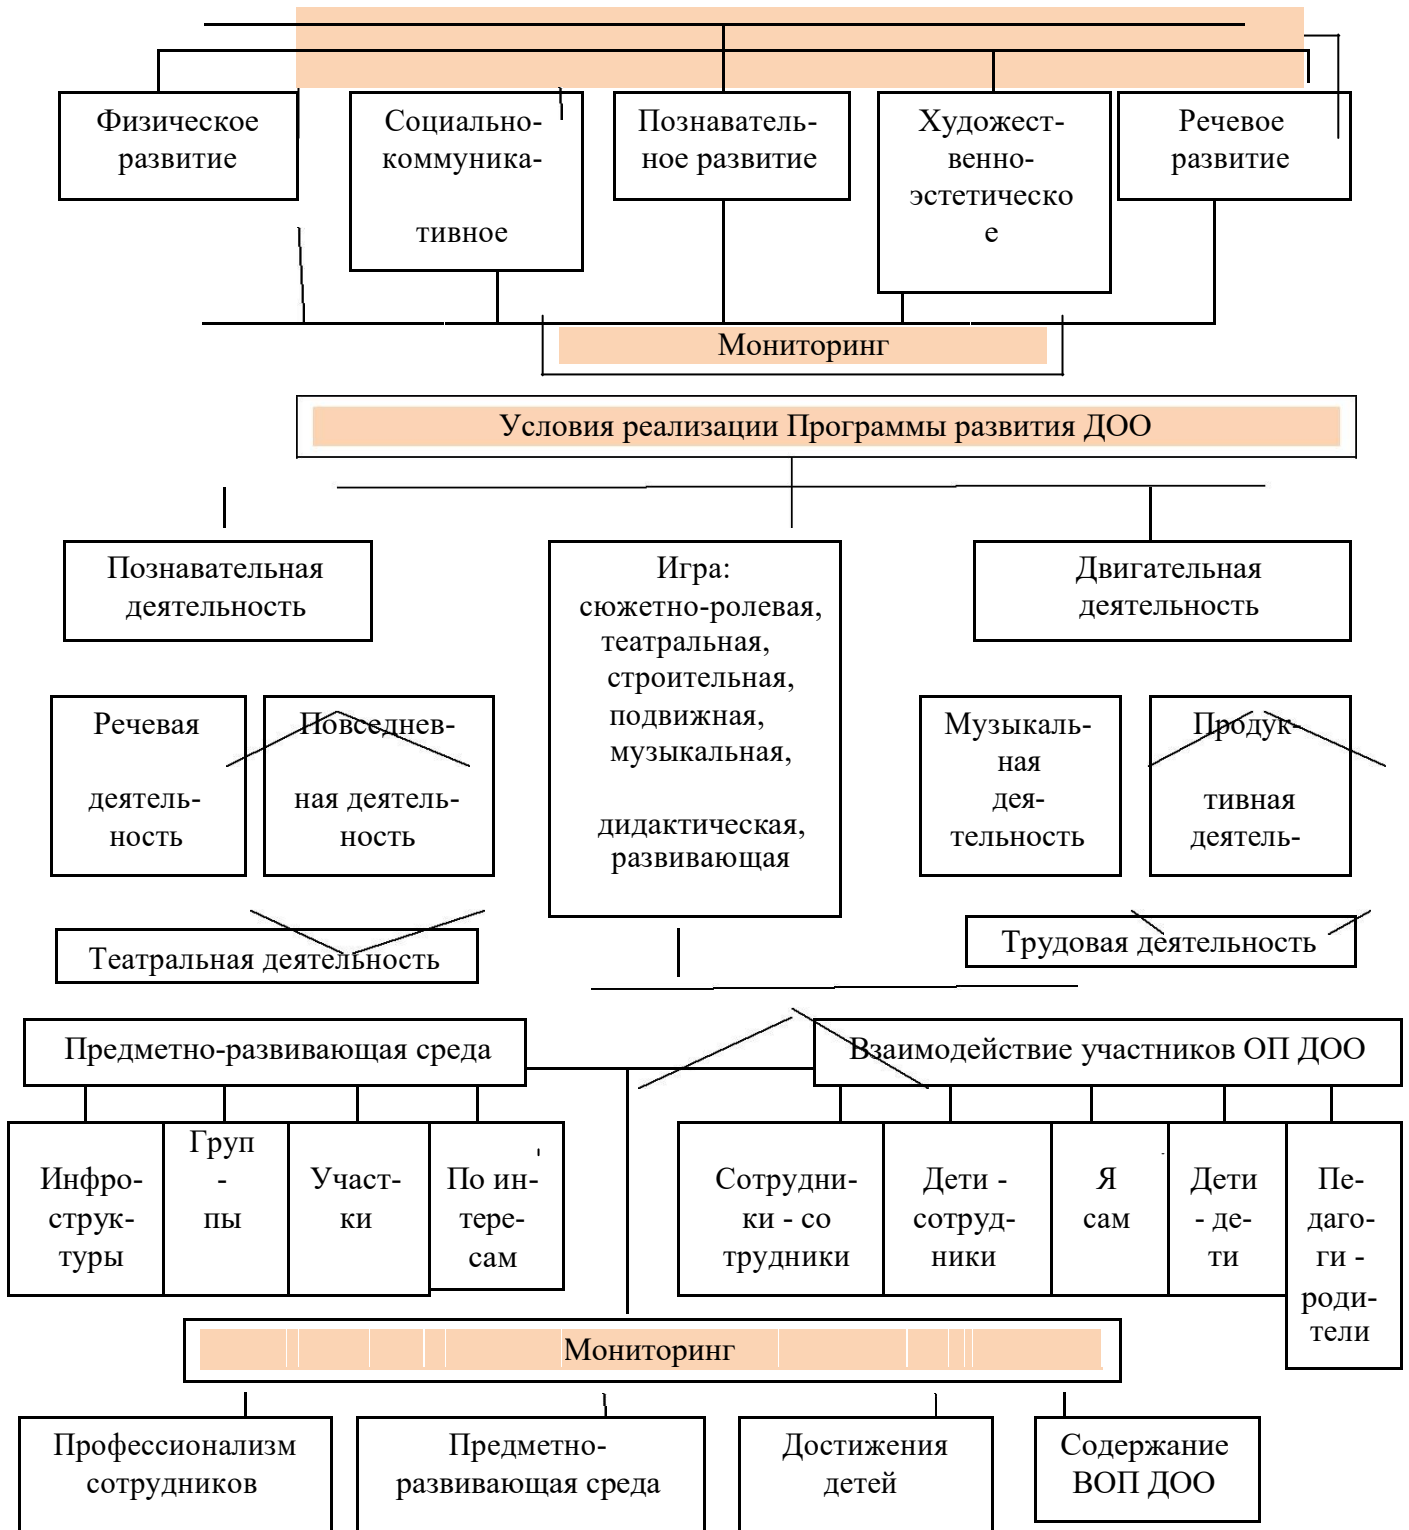 Физическое
развитие
Социально-
коммуника-
тивное
Познаватель-
ное развитие
Художест-
венно-
эстетическо
е
Речевое
развитие
Мониторинг
Условия реализации Программы развития ДОО
Познавательная
деятельность
Игра:
сюжетно-ролевая,
театральная,
строительная,
подвижная,
музыкальная,
дидактическая,
развивающая
Двигательная
деятельность
Речевая
деятель-
ность
Повседнев-
ная деятель-
ность
Музыкаль-
ная
дея-
тельность
Продук-
тивная
деятель-
Театральная деятельность
Трудовая деятельность
Предметно-развивающая среда
Взаимодействие участников ОП ДОО
Инфро-
струк-
туры
Груп
-
пы
Участ-
ки
По ин-
тере-
сам
Сотрудни-
ки - со
трудники
Дети -
сотруд-
ники
Я
сам
Дети
- де-
ти
Пе-
даго-
ги -
роди-
тели
Мониторинг
Профессионализм
сотрудников
Предметно-
развивающая среда
Достижения
детей
Содержание
ВОП ДОО